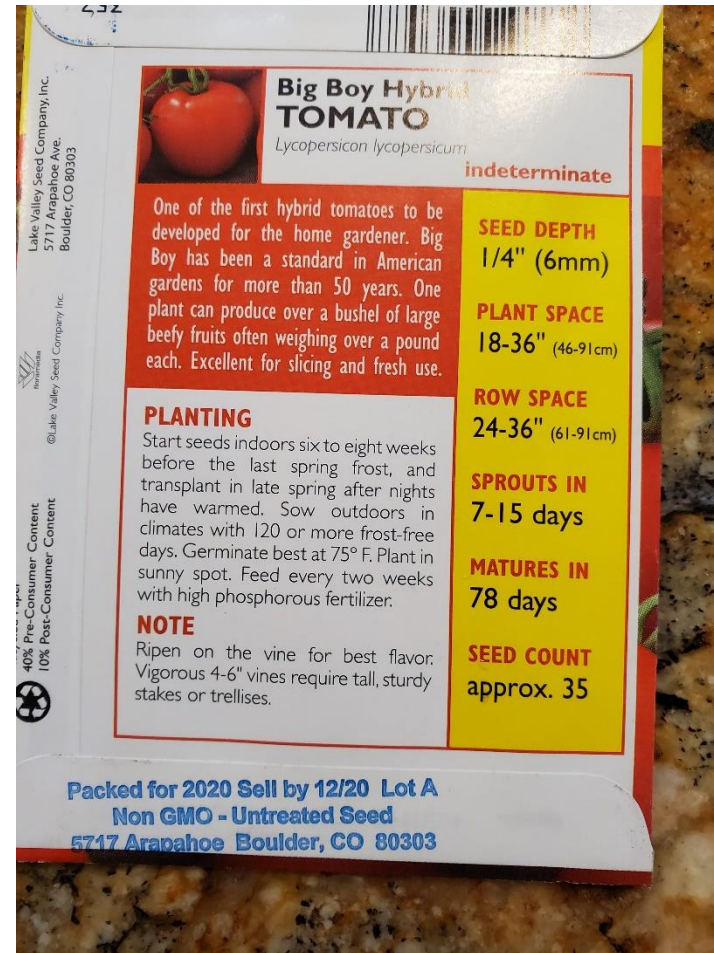 257
Lake Valley Seed Company, Inc.
5717 Arapahoe Ave.
Boulder, CO 80303
floramedia
©Lake Valley Seed Company Inc.
40% Pre-Consumer Content
10% Post-Consumer Content
Big Boy Hybrid
TOMATO
Lycopersicon lycopersicum
indeterminate
One of the first hybrid tomatoes to be
developed for the home gardener. Big
Boy has been a standard in American
gardens for more than 50 years. One
plant can produce over a bushel of large
beefy fruits often weighing over a pound
each. Excellent for slicing and fresh use.
PLANTING
Start seeds indoors six to eight weeks
before the last spring frost, and
transplant in late spring after nights
have warmed. Sow outdoors in
climates with 120 or more frost-free
days. Germinate best at 75° F. Plant in
sunny spot. Feed every two weeks
with high phosphorous fertilizer.
NOTE
Ripen on the vine for best flavor.
Vigorous 4-6" vines require tall, sturdy
stakes or trellises.
SEED DEPTH
1/4" (6mm)
PLANT SPACE
18-36" (46-91cm)
ROW SPACE
24-36" (61-91cm)
SPROUTS IN
7-15 days
MATURES IN
78 days
SEED COUNT
approx. 35
Packed for 2020 Sell by 12/20 Lot A
Non GMO - Untreated Seed
5717 Arapahoe Boulder, CO 80303